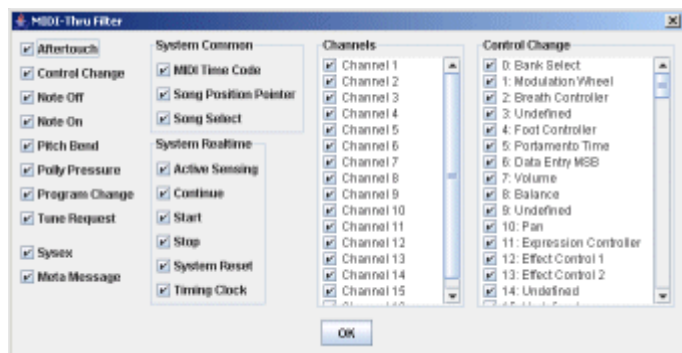 MIDI-Thru Filter
Aftertouch
Control Change
Note Off
Note On
Pitch Bend
Polly Pressure
Program Change
Tune Request
Sysex
Meta Message
System Common
MIDI Time Code
Song Position Pointer
Song Select
System Realtime
Active Sensing
Continue
Start
Stop
System Reset
Timing Clock
Channels
Channel 1
Channel 2
Channel 3
Channel 4
Channel 5
Channel 6
Channel 7
Channel 8
Channel 9
Channel 10
Channel 11
Channel 12
Channel 13
Channel 14
Channel 15
Control Change
0: Bank Select
1: Modulation Wheel
2: Breath Controller
3: Undefined
4: Foot Controller
5: Portamento Time
6: Data Entry MSB
7: Volume
8: Balance
9: Undefined
10: Pan
11: Expression Controller
12: Effect Control 1
13: Effect Control 2
14: Undefined
OK